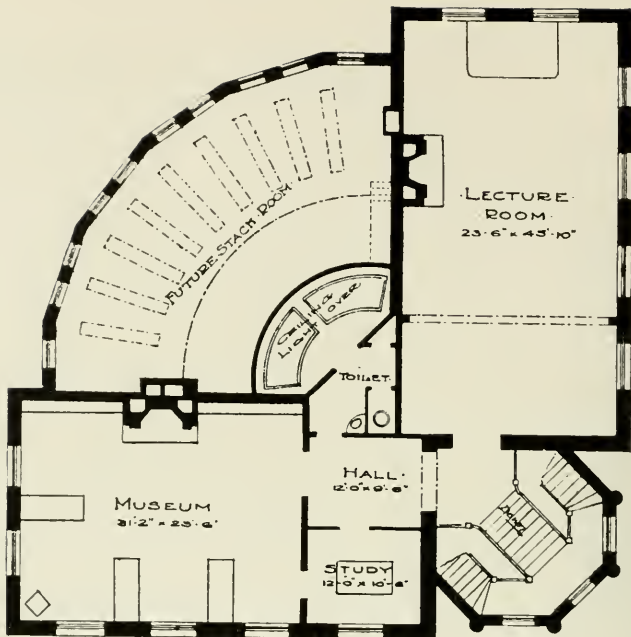 ·LECTURE·
ROOM·
23'-6" x 45'-10"
FUTURE STACK ROOM
CEILING
LIGHT OVER
TOILET
HALL·
12'-0" x 9'-6"
MUSEUM
31'-2" x 23'-6"
DOWN
STUDY
12'-0" x 10'-6"